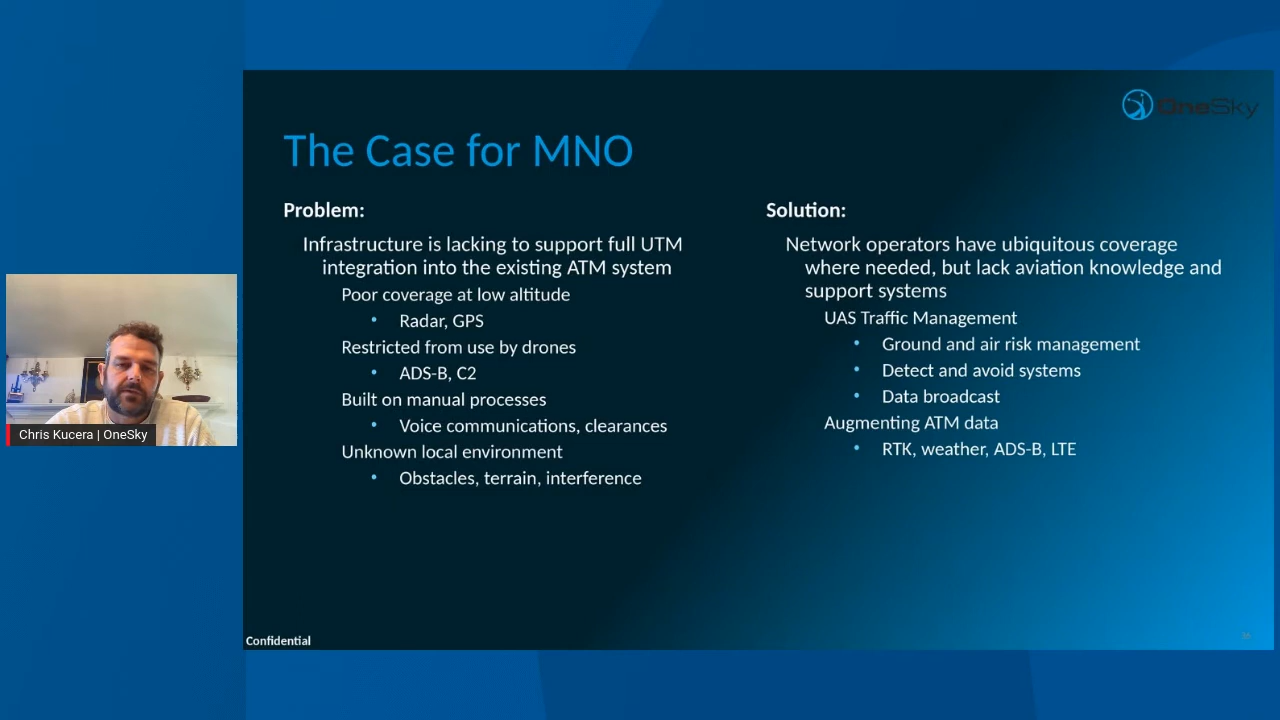 OneSky
The Case for MNO
Problem:
Infrastructure is lacking to support full UTM
integration into the existing ATM system
Poor coverage at low altitude
• Radar, GPS
Restricted from use by drones
• ADS-B, C2
Built on manual processes
• Voice communications, clearances
Unknown local environment
• Obstacles, terrain, interference
Solution:
Network operators have ubiquitous coverage
where needed, but lack aviation knowledge and
support systems
UAS Traffic Management
• Ground and air risk management
• Detect and avoid systems
• Data broadcast
Augmenting ATM data
• RTK, weather, ADS-B, LTE
Chris Kucera | OneSky
Confidential